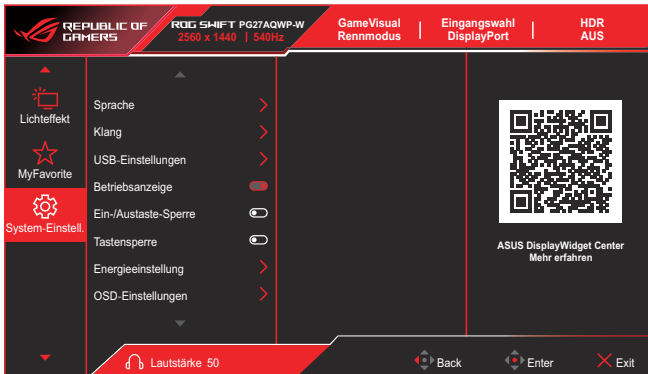 REPUBLIC OF
GAMERS
ROG SWIFT PG27AQWP-W
2560 x 1440 | 540Hz
GameVisual
Rennmodus
Eingangswahl
DisplayPort
HDR
AUS
Lichteffekt
MyFavorite
System-Einstell.
Sprache
Klang
USB-Einstellungen
Betriebsanzeige
Ein-/Austaste-Sperre
Tastensperre
Energieeinstellung
OSD-Einstellungen
ASUS DisplayWidget Center
Mehr erfahren
Lautstärke 50
Back
Enter
Exit